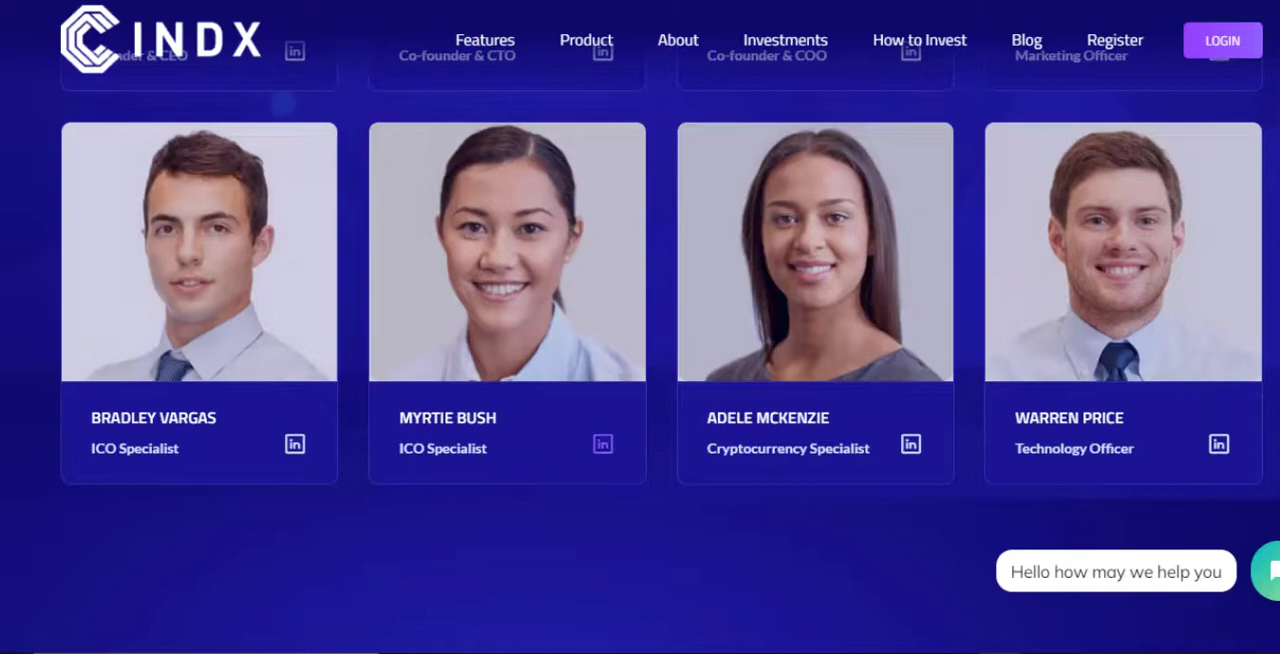 CINDX
Features Product About Investments How to Invest Blog Register LOGIN
& CEO Co-founder & CTO Co-founder & COO Marketing Officer
BRADLEY VARGAS MYRTIE BUSH ADELE MCKENZIE WARREN PRICE
ICO Specialist ICO Specialist Cryptocurrency Specialist Technology Officer
Hello how may we help you